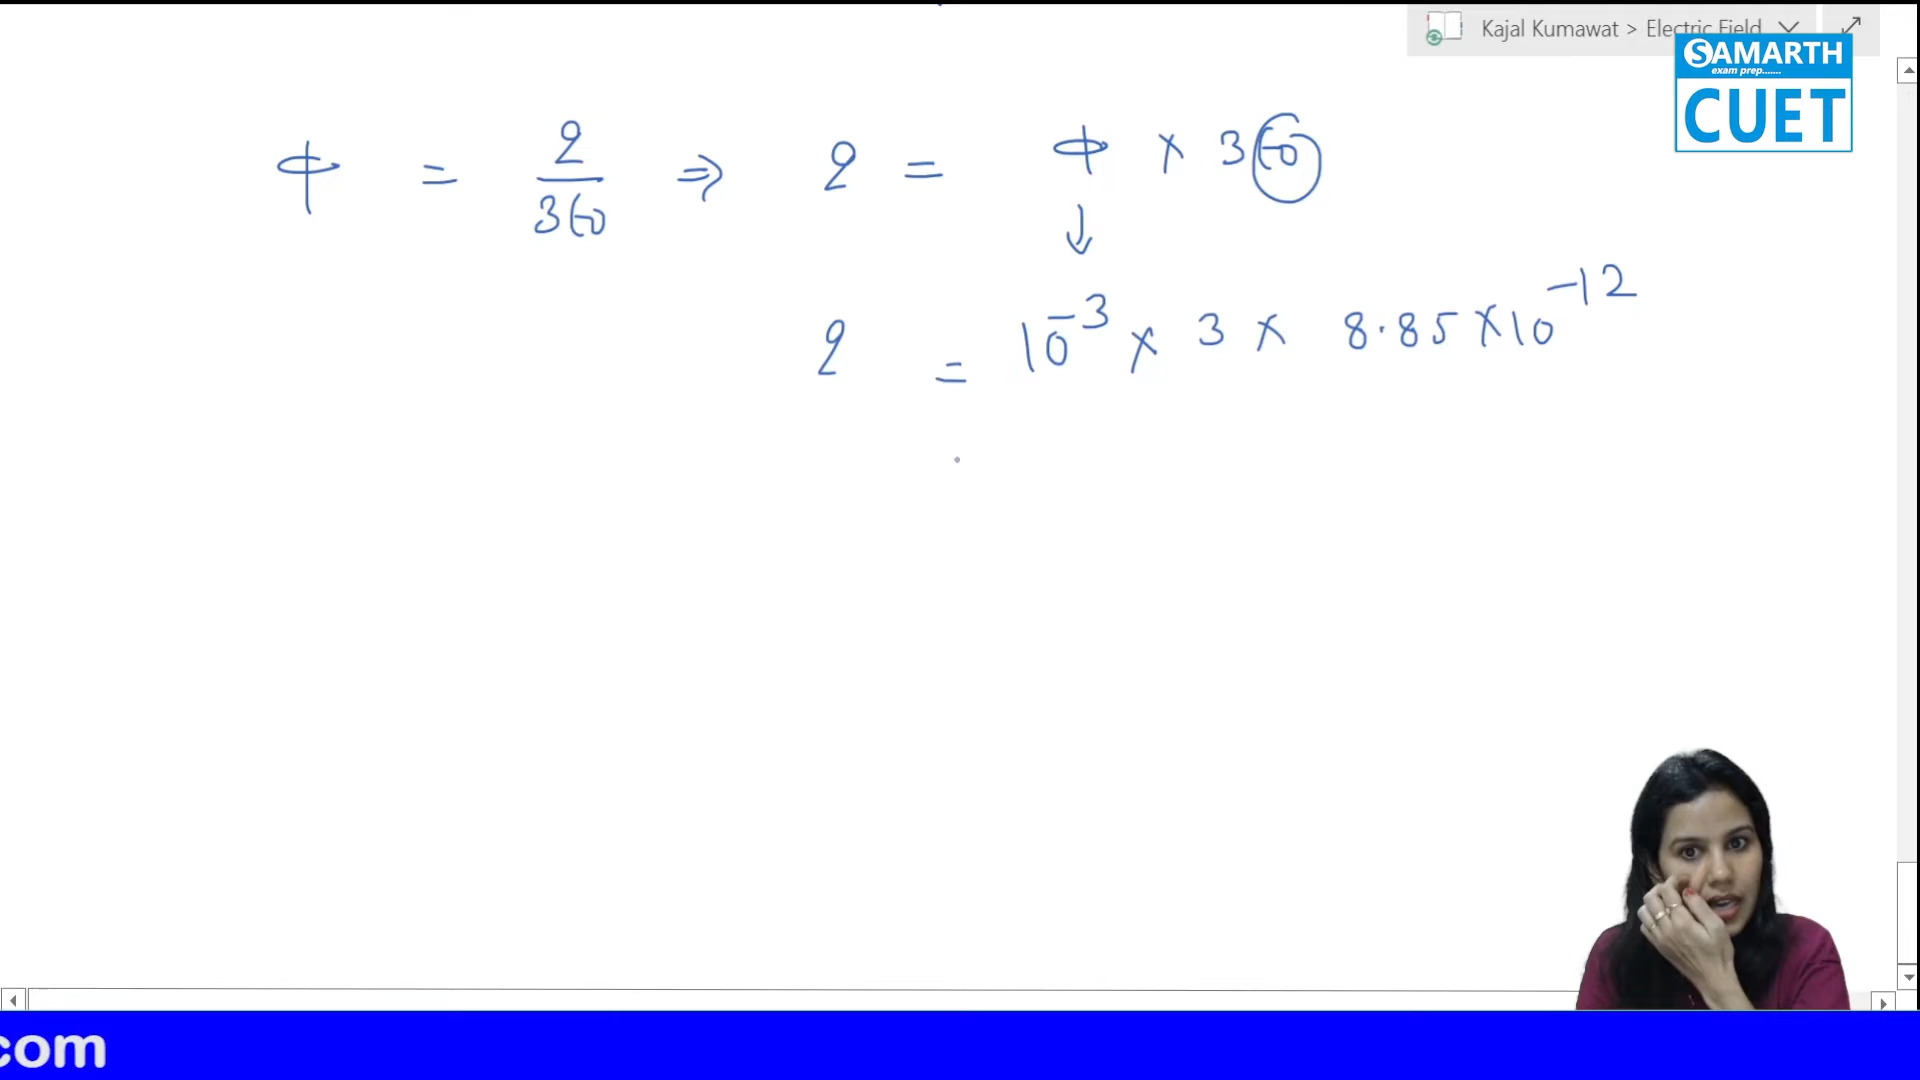 Kajal Kumawat > Electric Field
SAMARTH
exam prep.......
CUET
ϕ = q/3ϵ0 ⇒ q = ϕ × 3ϵ0
↓
q = 10⁻³ × 3 × 8.85 × 10⁻¹²
com